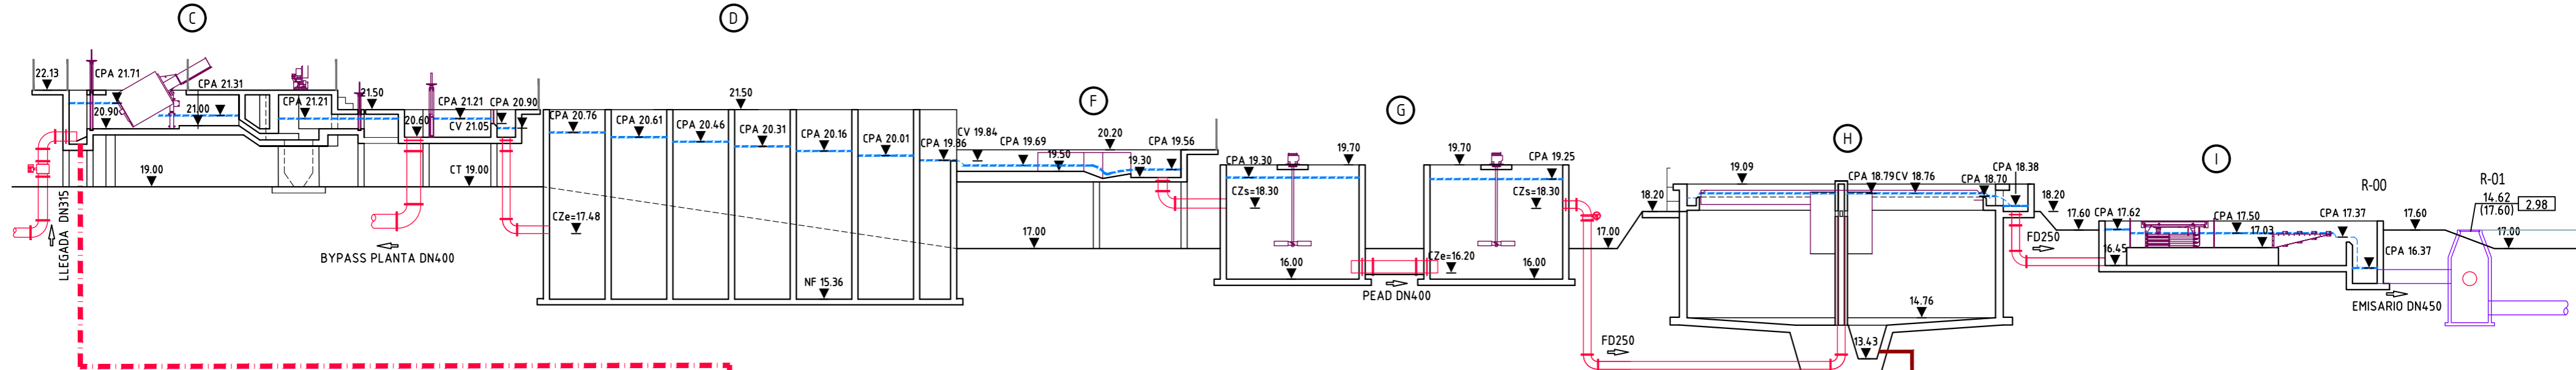 C
D
F
G
H
I
22.13
CPA 21.71
CPA 21.31
20.90
21.00
CPA 21.21
21.50
20.60
CPA 21.21
CPA 20.90
CV 21.05
19.00
CT 19.00
LLEGADA DN315
BYPASS PLANTA DN400
21.50
CPA 20.76
CPA 20.61
CPA 20.46
CPA 20.31
CPA 20.16
CPA 20.01
CPA 19.86
CZe=17.48
NF 15.36
CV 19.84
CPA 19.69
19.50
20.20
19.30
CPA 19.56
17.00
CPA 19.30
19.70
CZs=18.30
16.00
PEAD DN400
19.70
CPA 19.25
CZs=18.30
CZe=16.20
16.00
17.00
18.20
FD250
19.09
CPA 18.79
CV 18.76
CPA 18.70
CPA 18.38
14.76
13.43
18.20
17.60
FD250
CPA 17.62
16.45
CPA 17.50
17.03
CPA 17.37
CPA 16.37
17.60
R-00
R-01
14.62
(17.60)
2.98
17.00
EMISARIO DN450